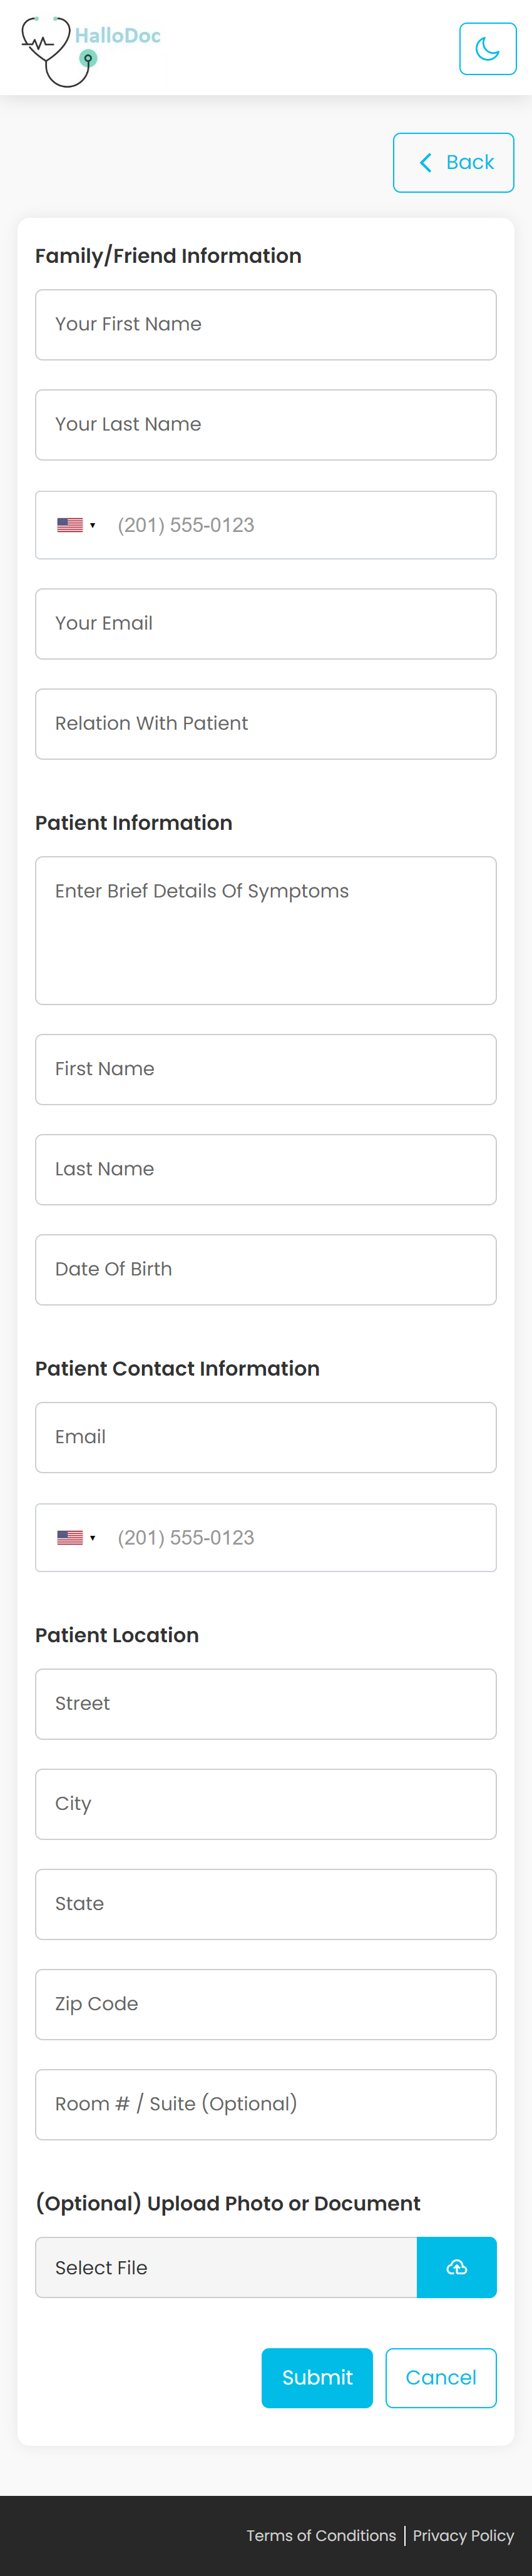 HalloDoc
Back
Family/Friend Information
Your First Name
Your Last Name
(201) 555-0123
Your Email
Relation With Patient
Patient Information
Enter Brief Details Of Symptoms
First Name
Last Name
Date Of Birth
Patient Contact Information
Email
(201) 555-0123
Patient Location
Street
City
State
Zip Code
Room # / Suite (Optional)
(Optional) Upload Photo or Document
Select File
Submit Cancel
Terms of Conditions | Privacy Policy